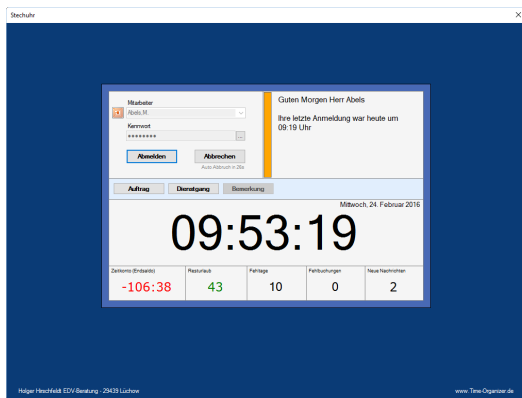 Stechuhr
Mitarbeiter
Abels,M.
Kennwort
********
...
Abmelden Abbrechen
Auto Abbruch in 26s
Guten Morgen Herr Abels
Ihre letzte Anmeldung war heute um
09:19 Uhr
Auftrag Dienstgang Bemerkung
Mittwoch, 24. Februar 2016
09:53:19
Zeitkonto (Endsaldo) Resturlaub Fehltage Fehlbuchungen Neue Nachrichten
-106:38 43 10 0 2
Holger Hirschfeldt EDV-Beratung - 29439 Lüchow www.Time-Organizer.de